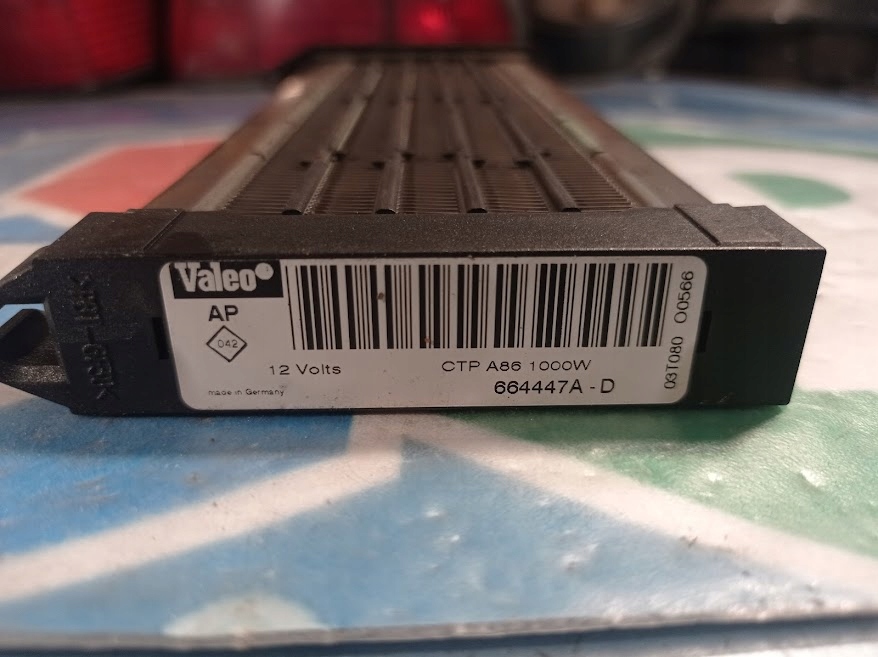 Valeo
AP
042
12 Volts
CTP A86 1000W
made in Germany
664447A - D
03T080 O0566